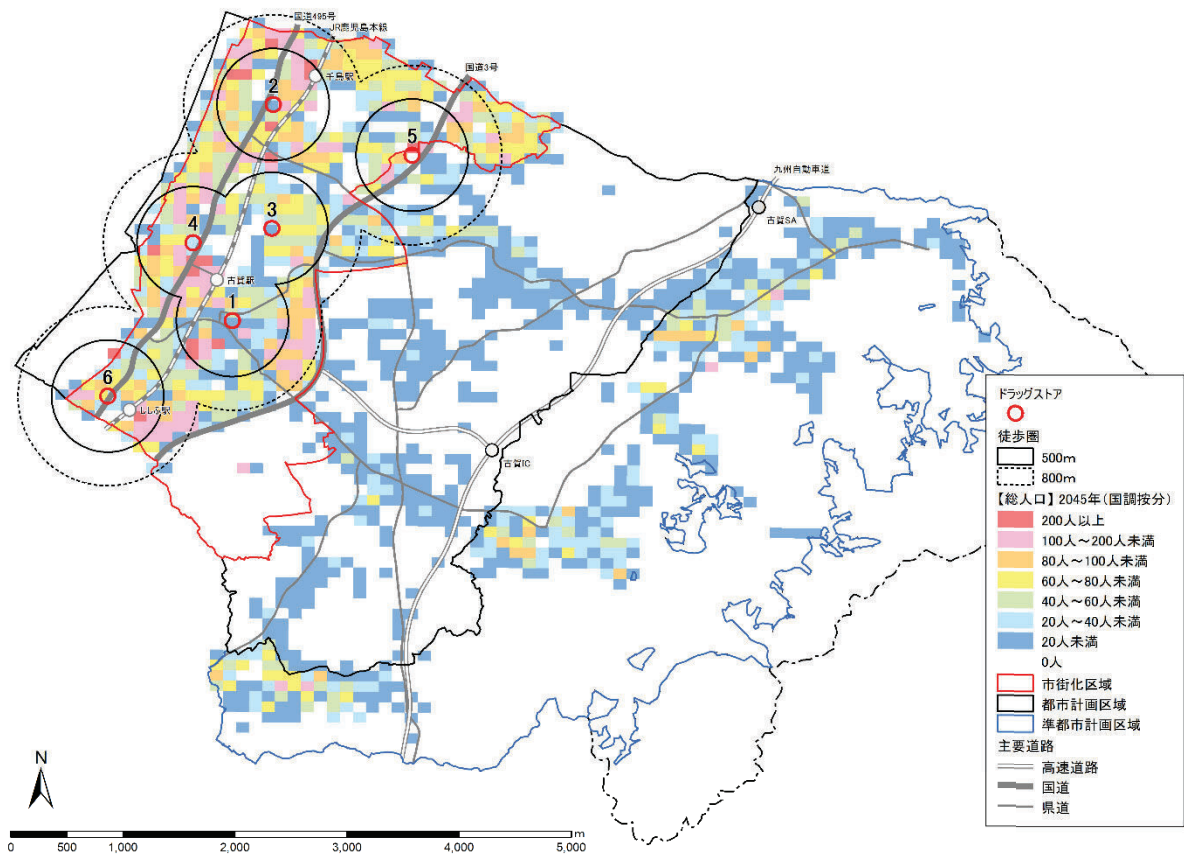 国道495号
JR鹿児島本線
千鳥駅
国道3号
2
5
九州自動車道
古賀SA
3
4
古賀駅
1
6
ししぶ駅
古賀IC
ドラッグストア
徒歩圏
500m
800m
【総人口】 2045年(国調按分)
200人以上
100人～200人未満
80人～100人未満
60人～80人未満
40人～60人未満
20人～40人未満
20人未満
0人
市街化区域
都市計画区域
準都市計画区域
主要道路
高速道路
国道
県道
N
m
0 500 1,000 2,000 3,000 4,000 5,000